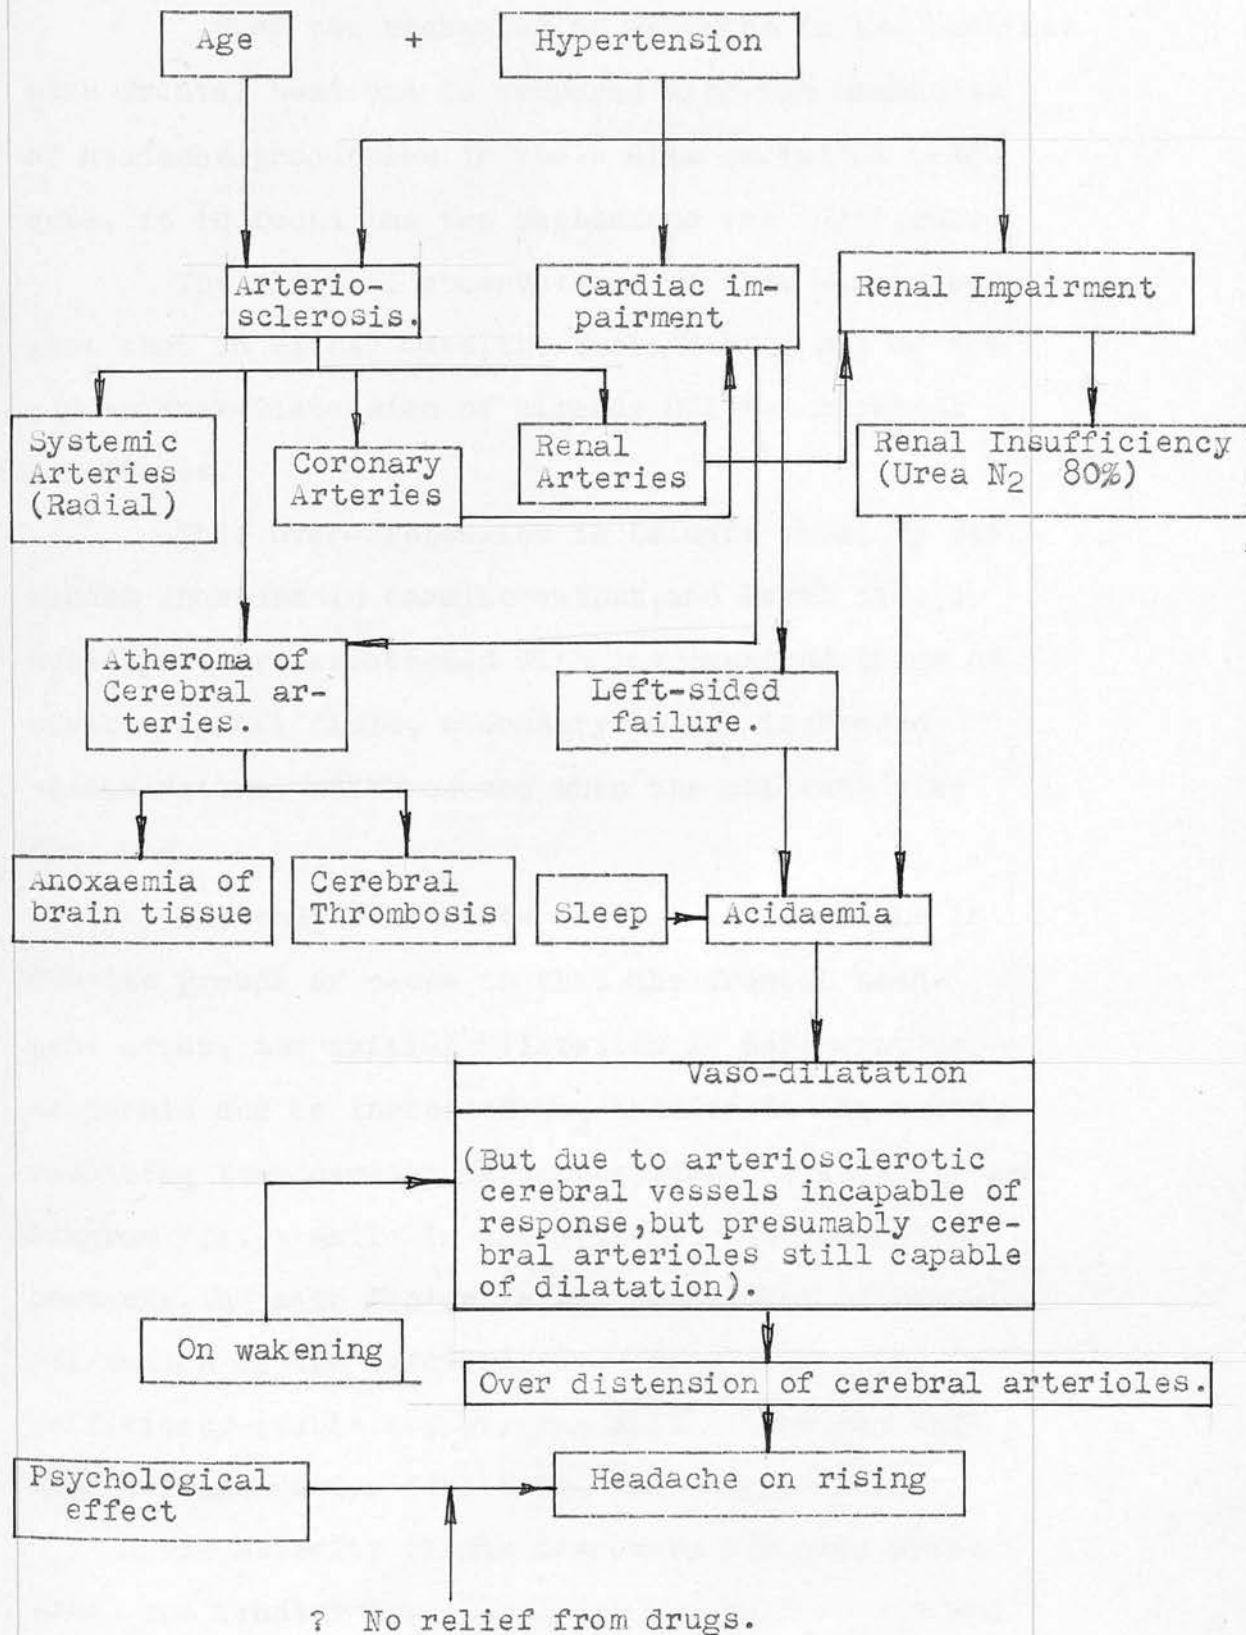 Age + Hypertension
Arterio-
sclerosis.
Cardiac im-
pairment
Renal Impairment
Systemic
Arteries
(Radial)
Coronary
Arteries
Renal
Arteries
Renal Insufficiency
(Urea N2 80%)
Atheroma of
Cerebral ar-
teries.
Left-sided
failure.
Anoxaemia of
brain tissue
Cerebral
Thrombosis
Sleep
Acidaemia
Vaso-dilatation
(But due to arteriosclerotic
cerebral vessels incapable of
response,but presumably cere-
bral arterioles still capable
of dilatation).
On wakening
Over distension of cerebral arterioles.
Psychological
effect
Headache on rising
? No relief from drugs.